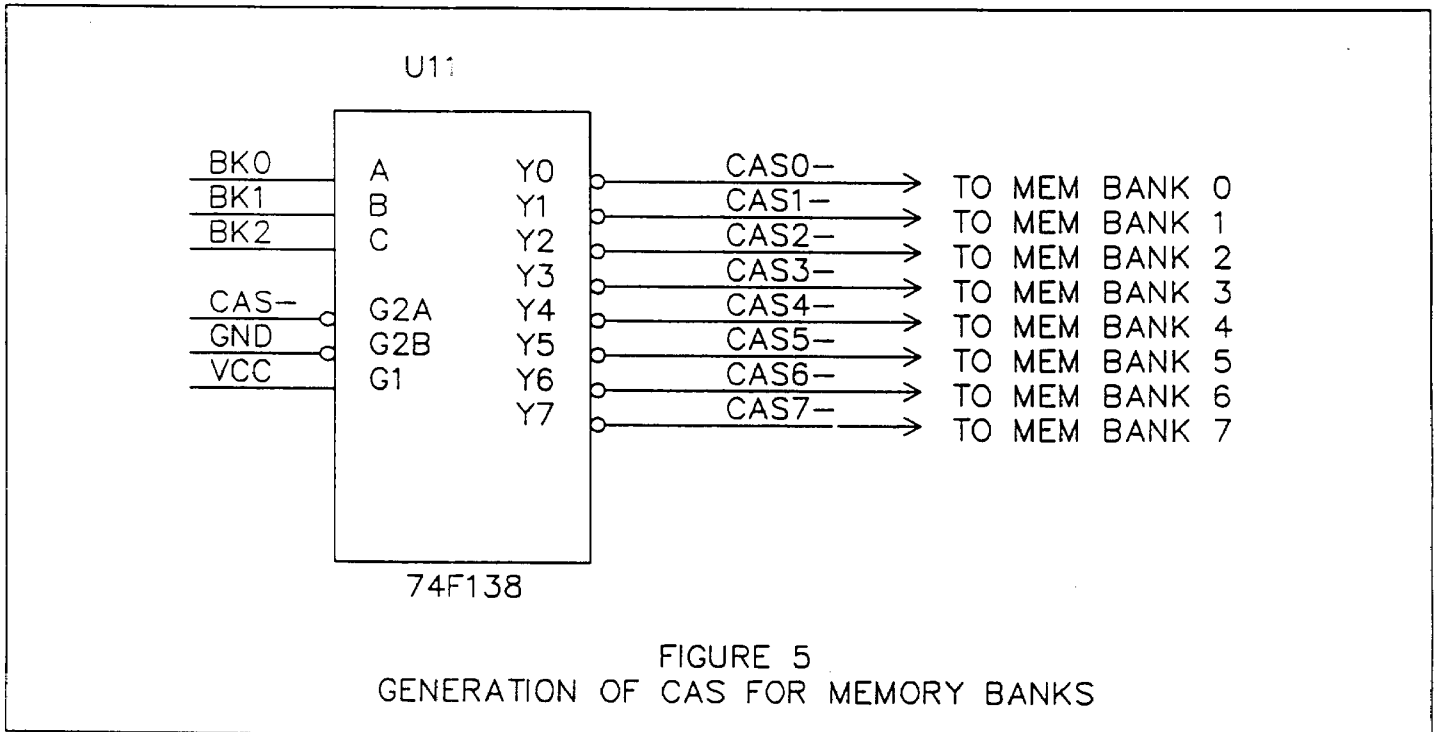 U11
BK0 A Y0 CAS0- TO MEM BANK 0
BK1 B Y1 CAS1- TO MEM BANK 1
BK2 C Y2 CAS2- TO MEM BANK 2
Y3 CAS3- TO MEM BANK 3
CAS- G2A Y4 CAS4- TO MEM BANK 4
GND G2B Y5 CAS5- TO MEM BANK 5
VCC G1 Y6 CAS6- TO MEM BANK 6
Y7 CAS7- TO MEM BANK 7
74F138
FIGURE 5
GENERATION OF CAS FOR MEMORY BANKS